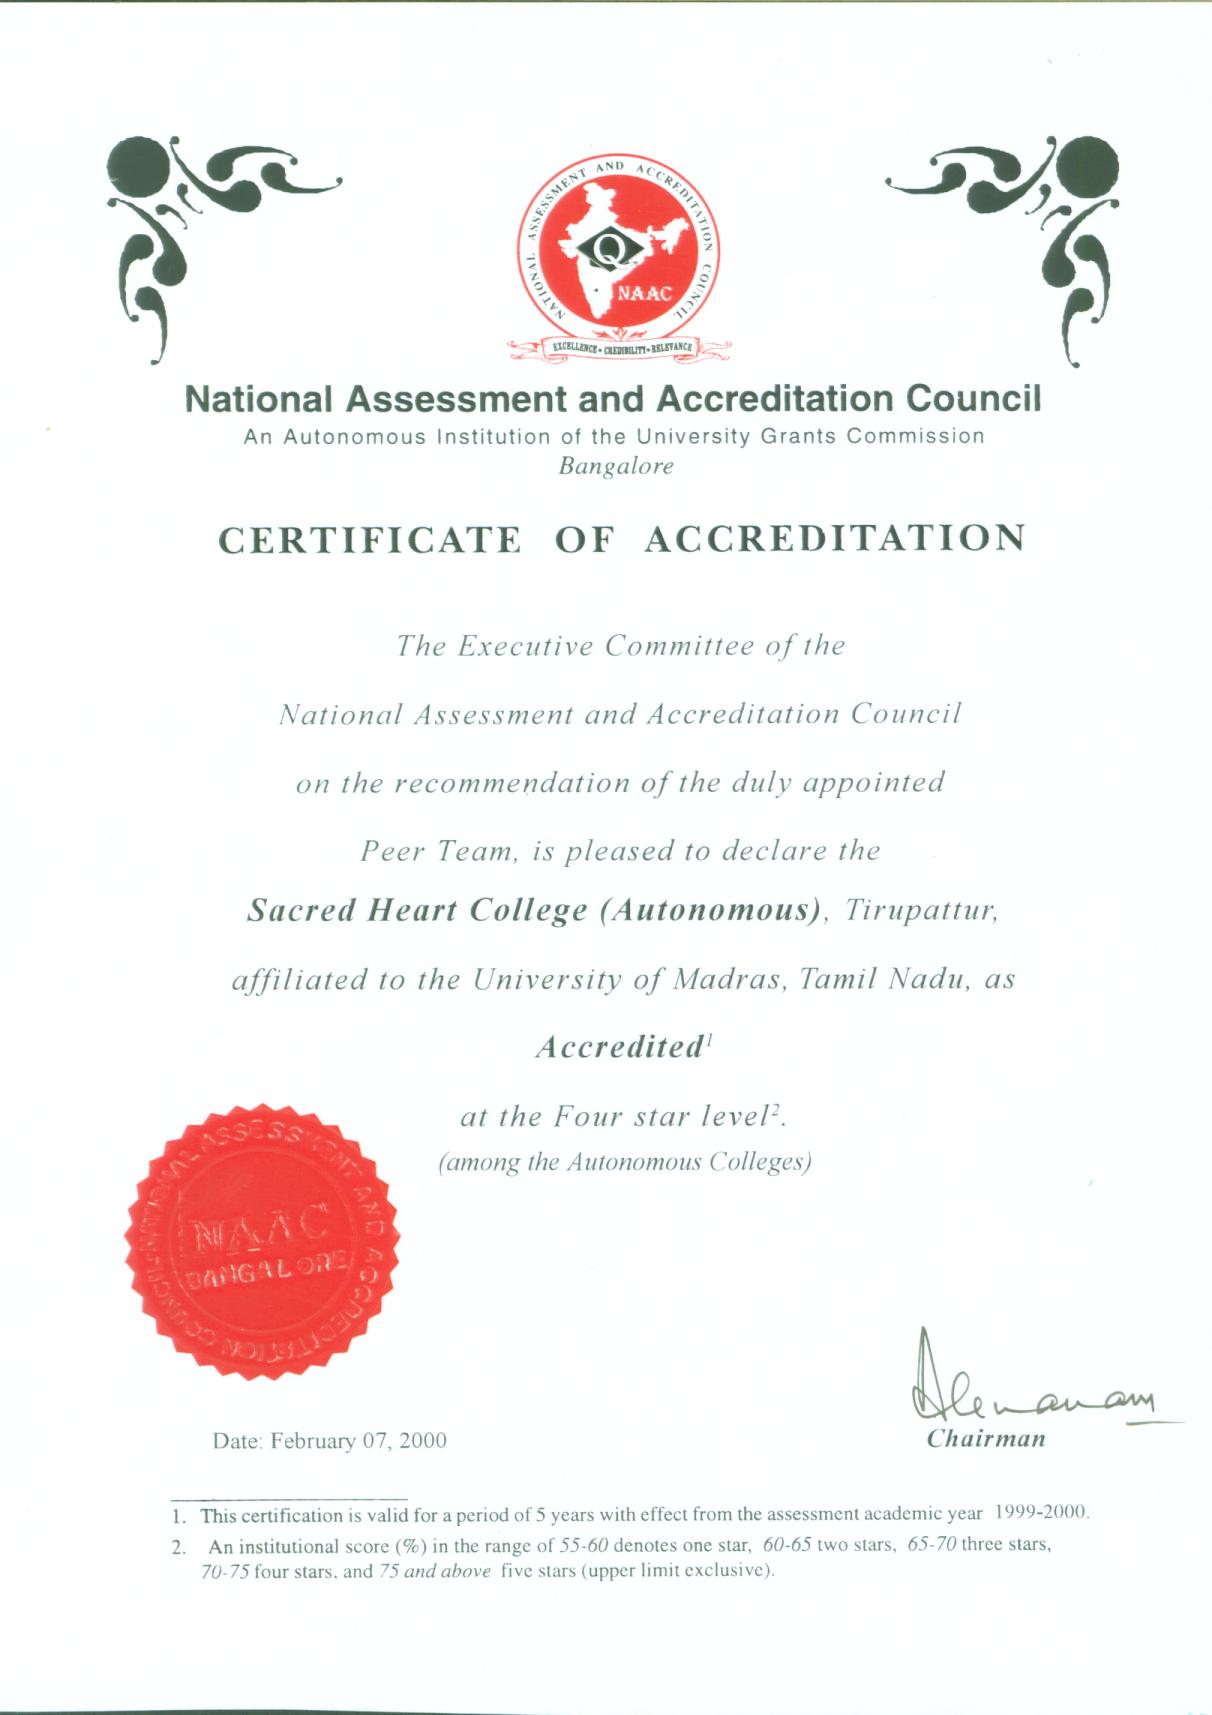 NATIONAL ASSESSMENT AND ACCREDITATION COUNCIL
Q
NAAC
EXCELLENCE • CREDIBILITY • RELEVANCE
National Assessment and Accreditation Council
An Autonomous Institution of the University Grants Commission
Bangalore
CERTIFICATE OF ACCREDITATION
The Executive Committee of the
National Assessment and Accreditation Council
on the recommendation of the duly appointed
Peer Team, is pleased to declare the
Sacred Heart College (Autonomous), Tirupattur,
affiliated to the University of Madras, Tamil Nadu, as
Accredited¹
at the Four star level².
(among the Autonomous Colleges)
NATIONAL ASSESSMENT AND ACCREDITATION COUNCIL
NAAC
BANGALORE
Date: February 07, 2000
Chairman
1. This certification is valid for a period of 5 years with effect from the assessment academic year 1999-2000.
2. An institutional score (%) in the range of 55-60 denotes one star, 60-65 two stars, 65-70 three stars,
70-75 four stars, and 75 and above five stars (upper limit exclusive).